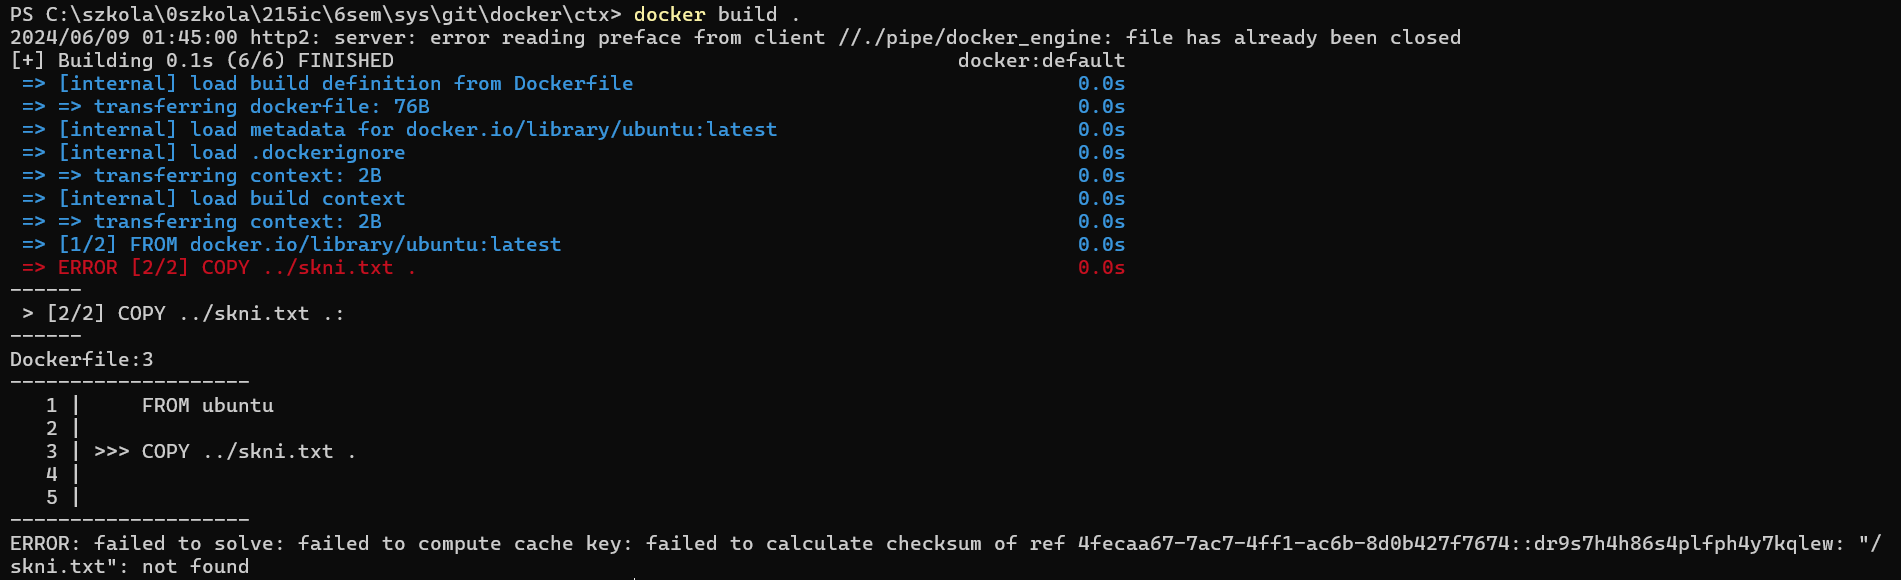 PS C:\szkola\0szkola\215ic\6sem\sys\git\docker\ctx> docker build .
2024/06/09 01:45:00 http2: server: error reading preface from client //./pipe/docker_engine: file has already been closed
[+] Building 0.1s (6/6) FINISHED docker:default
=> [internal] load build definition from Dockerfile 0.0s
=> => transferring dockerfile: 76B 0.0s
=> [internal] load metadata for docker.io/library/ubuntu:latest 0.0s
=> [internal] load .dockerignore 0.0s
=> => transferring context: 2B 0.0s
=> [internal] load build context 0.0s
=> => transferring context: 2B 0.0s
=> [1/2] FROM docker.io/library/ubuntu:latest 0.0s
=> ERROR [2/2] COPY ../skni.txt . 0.0s
------
> [2/2] COPY ../skni.txt .:
------
Dockerfile:3
--------------------
1 | FROM ubuntu
2 |
3 | >>> COPY ../skni.txt .
4 |
5 |
--------------------
ERROR: failed to solve: failed to compute cache key: failed to calculate checksum of ref 4fecaa67-7ac7-4ff1-ac6b-8d0b427f7674::dr9s7h4h86s4plfph4y7kqlew: "/
skni.txt": not found